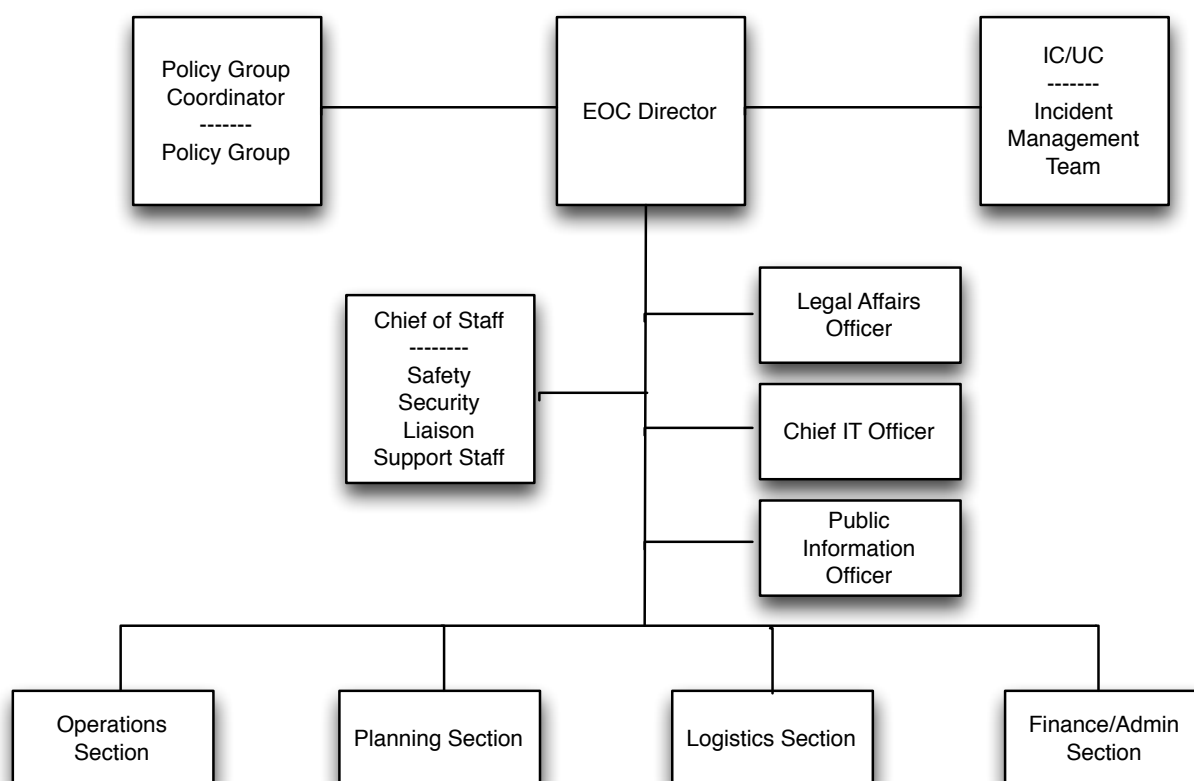 Policy Group
Coordinator
-------
Policy Group
EOC Director
IC/UC
-------
Incident
Management
Team
Chief of Staff
--------
Safety
Security
Liaison
Support Staff
Legal Affairs
Officer
Chief IT Officer
Public
Information
Officer
Operations
Section
Planning Section
Logistics Section
Finance/Admin
Section